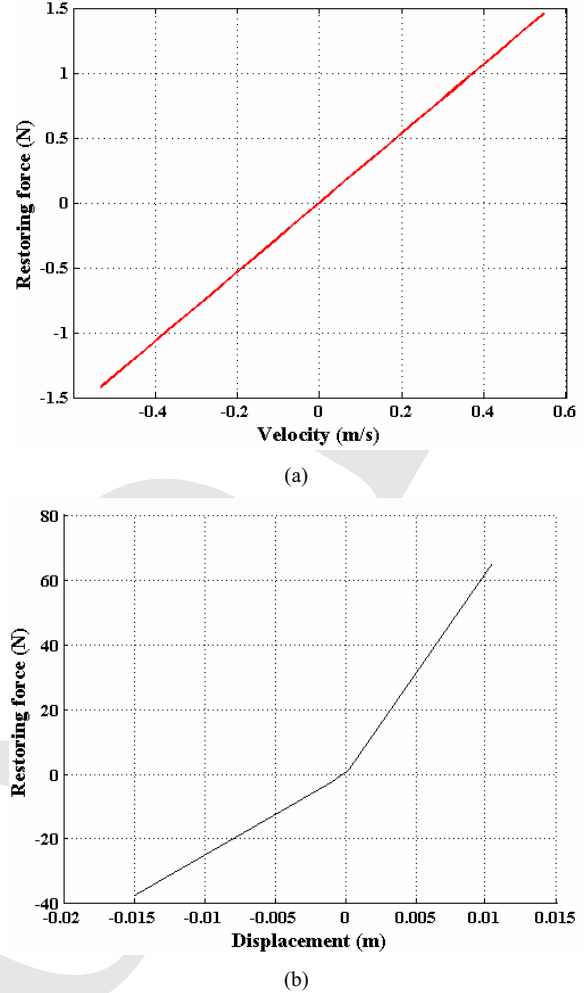 1.5
1
0.5
0
-0.5
-1
-1.5
Restoring force (N)
-0.4 -0.2 0 0.2 0.4 0.6
Velocity (m/s)
(a)
80
60
40
20
0
-20
-40
Restoring force (N)
-0.02 -0.015 -0.01 -0.005 0 0.005 0.01 0.015
Displacement (m)
(b)